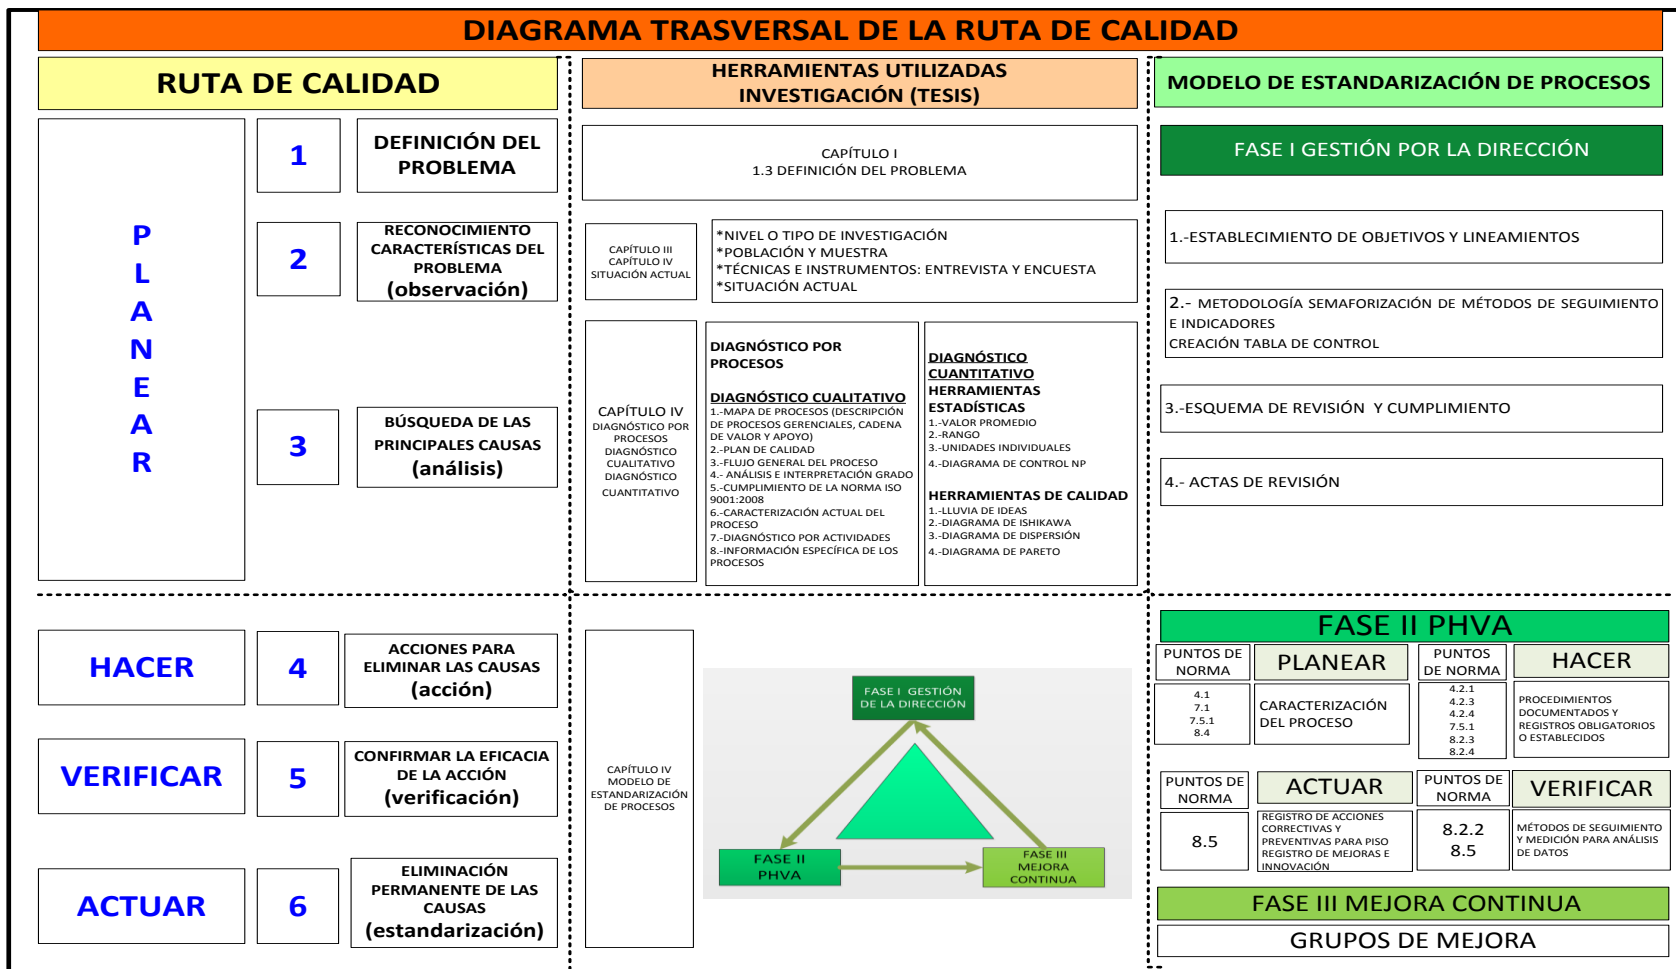 DIAGRAMA TRASVERSAL DE LA RUTA DE CALIDAD
RUTA DE CALIDAD
P
L
A
N
E
A
R
1
DEFINICIÓN DEL
PROBLEMA
2
RECONOCIMIENTO
CARACTERÍSTICAS DEL
PROBLEMA
(observación)
3
BÚSQUEDA DE LAS
PRINCIPALES CAUSAS
(análisis)
HACER
4
ACCIONES PARA
ELIMINAR LAS CAUSAS
(acción)
VERIFICAR
5
CONFIRMAR LA EFICACIA
DE LA ACCIÓN
(verificación)
ACTUAR
6
ELIMINACIÓN
PERMANENTE DE LAS
CAUSAS
(estandarización)
HERRAMIENTAS UTILIZADAS
INVESTIGACIÓN (TESIS)
CAPÍTULO I
1.3 DEFINICIÓN DEL PROBLEMA
CAPÍTULO III
CAPÍTULO IV
SITUACIÓN ACTUAL
*NIVEL O TIPO DE INVESTIGACIÓN
*POBLACIÓN Y MUESTRA
*TÉCNICAS E INSTRUMENTOS: ENTREVISTA Y ENCUESTA
*SITUACIÓN ACTUAL
CAPÍTULO IV
DIAGNÓSTICO POR
PROCESOS
DIAGNÓSTICO
CUALITATIVO
DIAGNÓSTICO
CUANTITATIVO
DIAGNÓSTICO POR
PROCESOS
DIAGNÓSTICO CUALITATIVO
1.-MAPA DE PROCESOS (DESCRIPCIÓN
DE PROCESOS GERENCIALES, CADENA
DE VALOR Y APOYO)
2.-PLAN DE CALIDAD
3.-FLUJO GENERAL DEL PROCESO
4.- ANÁLISIS E INTERPRETACIÓN GRADO
5.-CUMPLIMIENTO DE LA NORMA ISO
9001:2008
6.-CARACTERIZACIÓN ACTUAL DEL
PROCESO
7.-DIAGNÓSTICO POR ACTIVIDADES
8.-INFORMACIÓN ESPECÍFICA DE LOS
PROCESOS
DIAGNÓSTICO
CUANTITATIVO
HERRAMIENTAS
ESTADÍSTICAS
1.-VALOR PROMEDIO
2.-RANGO
3.-UNIDADES INDIVIDUALES
4.-DIAGRAMA DE CONTROL NP
HERRAMIENTAS DE CALIDAD
1.-LLUVIA DE IDEAS
2.-DIAGRAMA DE ISHIKAWA
3.-DIAGRAMA DE DISPERSIÓN
4.-DIAGRAMA DE PARETO
CAPÍTULO IV
MODELO DE
ESTANDARIZACIÓN
DE PROCESOS
FASE I  GESTIÓN
DE LA DIRECCIÓN
FASE II
PHVA
FASE III
MEJORA
CONTINUA
MODELO DE ESTANDARIZACIÓN DE PROCESOS
FASE I GESTIÓN POR LA DIRECCIÓN
1.-ESTABLECIMIENTO DE OBJETIVOS Y LINEAMIENTOS
2.- METODOLOGÍA SEMAFORIZACIÓN DE MÉTODOS DE SEGUIMIENTO
E INDICADORES
CREACIÓN TABLA DE CONTROL
3.-ESQUEMA DE REVISIÓN  Y CUMPLIMIENTO
4.- ACTAS DE REVISIÓN
FASE II PHVA
PUNTOS DE
NORMA
PLANEAR
PUNTOS
DE NORMA
HACER
4.1
7.1
7.5.1
8.4
CARACTERIZACIÓN
DEL PROCESO
4.2.1
4.2.3
4.2.4
7.5.1
8.2.3
8.2.4
PROCEDIMIENTOS
DOCUMENTADOS Y
REGISTROS OBLIGATORIOS
O ESTABLECIDOS
PUNTOS DE
NORMA
ACTUAR
PUNTOS DE
NORMA
VERIFICAR
8.5
REGISTRO DE ACCIONES
CORRECTIVAS Y
PREVENTIVAS PARA PISO
REGISTRO DE MEJORAS E
INNOVACIÓN
8.2.2
8.5
MÉTODOS DE SEGUIMIENTO
Y MEDICIÓN PARA ANÁLISIS
DE DATOS
FASE III MEJORA CONTINUA
GRUPOS DE MEJORA